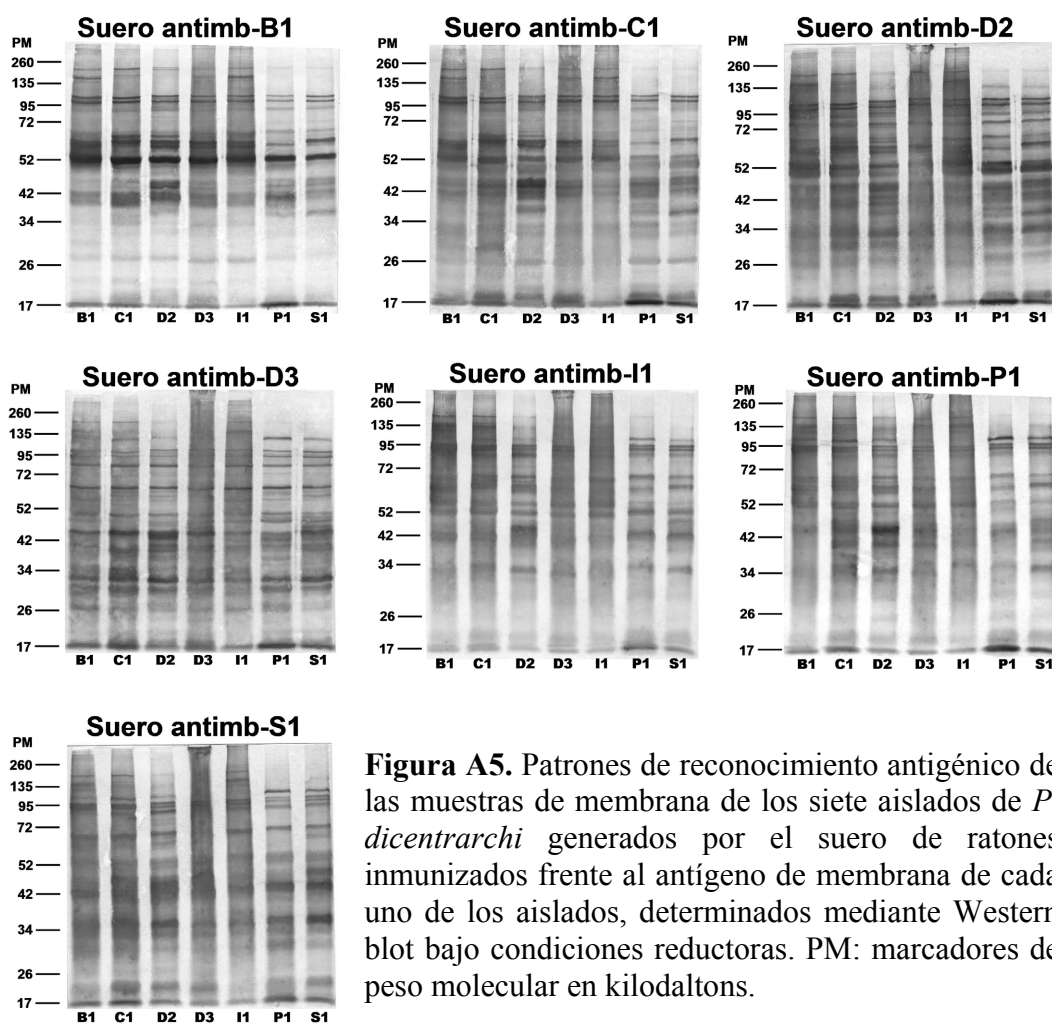 Suero antimb-B1
PM
260
135
95
72
52
42
34
26
17
B1 C1 D2 D3 I1 P1 S1
Suero antimb-C1
PM
260
135
95
72
52
42
34
26
17
B1 C1 D2 D3 I1 P1 S1
Suero antimb-D2
PM
260
135
95
72
52
42
34
26
17
B1 C1 D2 D3 I1 P1 S1
Suero antimb-D3
PM
260
135
95
72
52
42
34
26
17
B1 C1 D2 D3 I1 P1 S1
Suero antimb-I1
PM
260
135
95
72
52
42
34
26
17
B1 C1 D2 D3 I1 P1 S1
Suero antimb-P1
PM
260
135
95
72
52
42
34
26
17
B1 C1 D2 D3 I1 P1 S1
Suero antimb-S1
PM
260
135
95
72
52
42
34
26
17
B1 C1 D2 D3 I1 P1 S1
Figura A5. Patrones de reconocimiento antigénico de
las muestras de membrana de los siete aislados de P
dicentrarchi generados por el suero de ratones
inmunizados frente al antígeno de membrana de cada
uno de los aislados, determinados mediante Western
blot bajo condiciones reductoras. PM: marcadores de
peso molecular en kilodaltons.